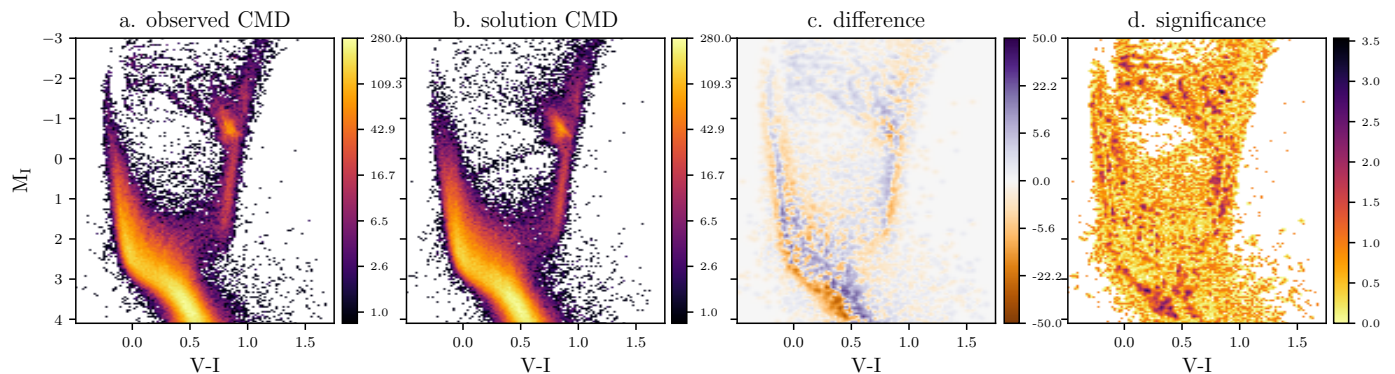 a. observed CMD
b. solution CMD
c. difference
d. significance
−3
−2
−1
0
1
2
3
4
M_I
0.0 0.5 1.0 1.5
V-I
280.0
109.3
42.9
16.7
6.5
2.6
1.0
0.0 0.5 1.0 1.5
V-I
280.0
109.3
42.9
16.7
6.5
2.6
1.0
0.0 0.5 1.0 1.5
V-I
50.0
22.2
5.6
0.0
-5.6
-22.2
-50.0
0.0 0.5 1.0 1.5
V-I
3.5
3.0
2.5
2.0
1.5
1.0
0.5
0.0